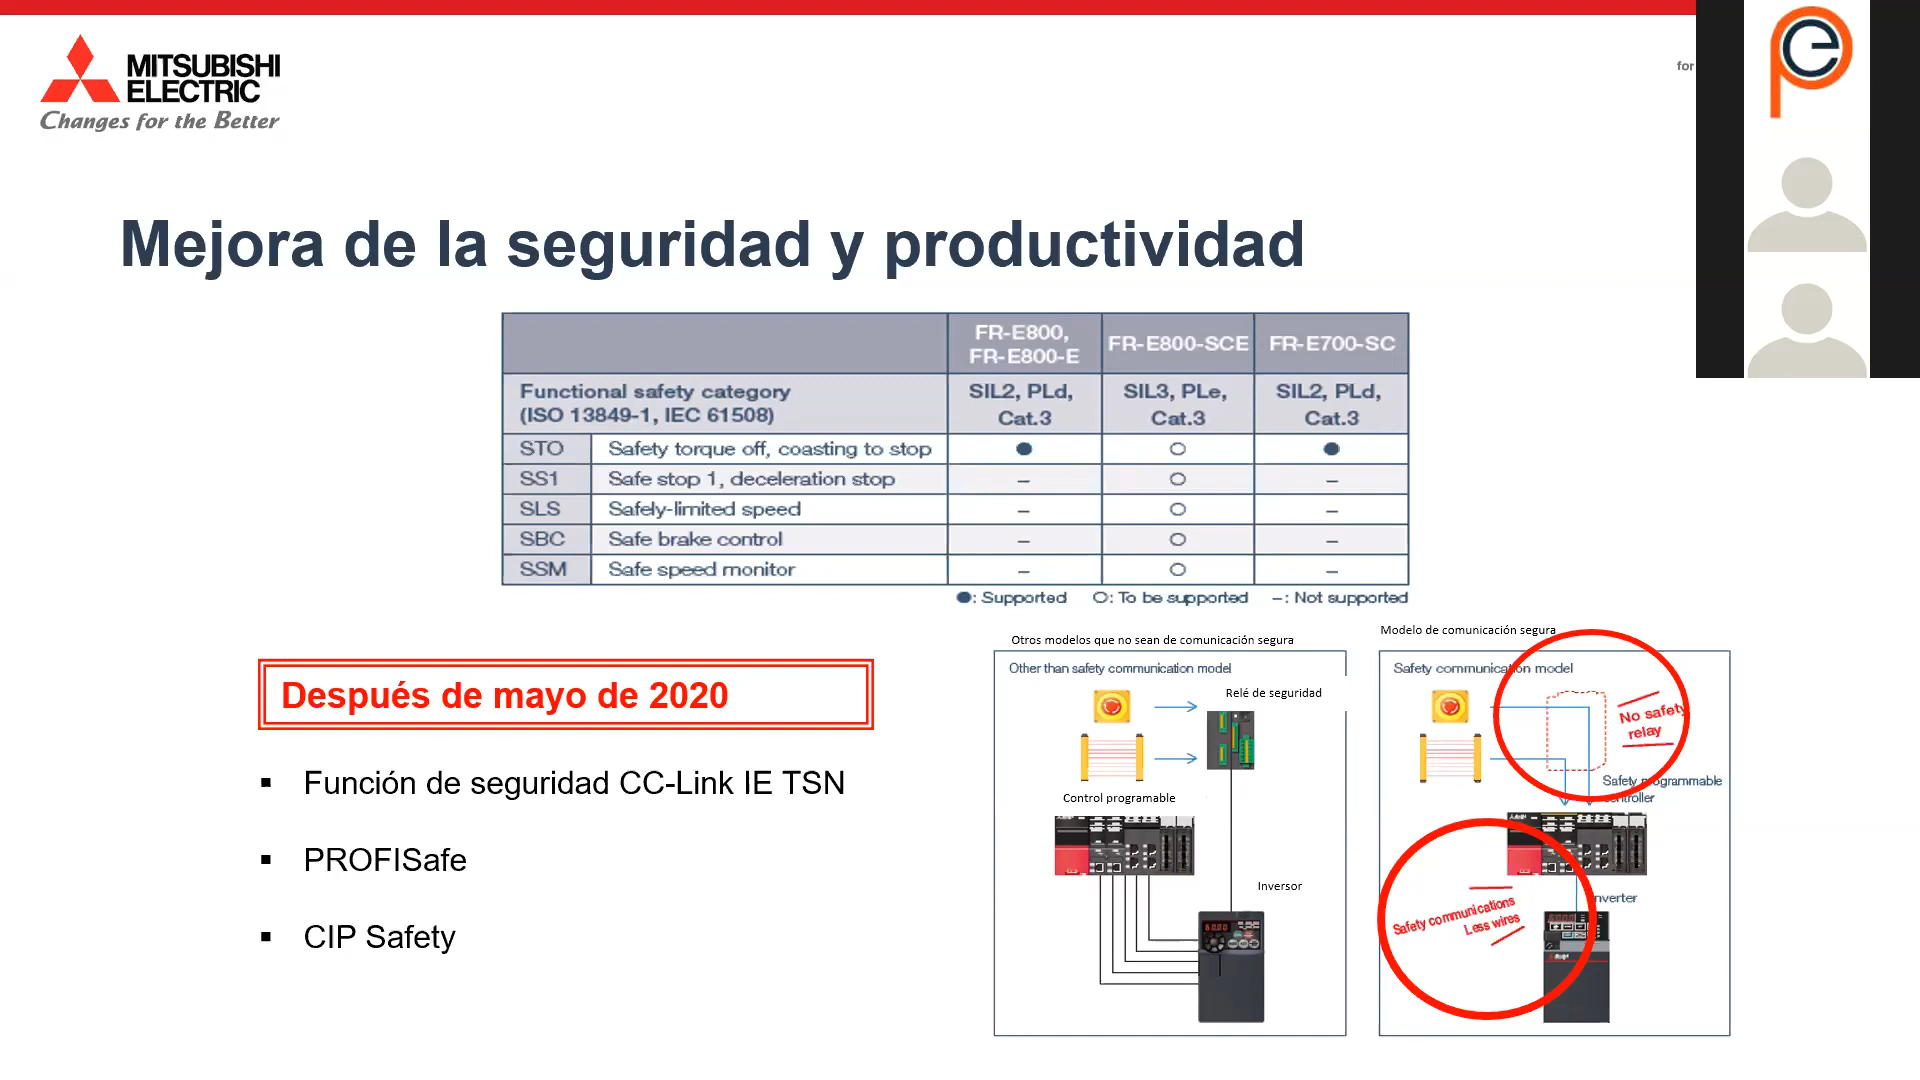 MITSUBISHI
ELECTRIC
Changes for the Better
for
Mejora de la seguridad y productividad
FR-E800, FR-E800-E FR-E800-SCE FR-E700-SC
Functional safety category (ISO 13849-1, IEC 61508) SIL2, PLd, Cat.3 SIL3, PLe, Cat.3 SIL2, PLd, Cat.3
STO Safety torque off, coasting to stop ● ○ ●
SS1 Safe stop 1, deceleration stop – ○ –
SLS Safely-limited speed – ○ –
SBC Safe brake control – ○ –
SSM Safe speed monitor – ○ –
●: Supported ○: To be supported –: Not supported
Después de mayo de 2020
▪ Función de seguridad CC-Link IE TSN
▪ PROFISafe
▪ CIP Safety
Otros modelos que no sean de comunicación segura
Other than safety communication model
Relé de seguridad
Control programable
Inversor
Modelo de comunicación segura
Safety communication model
No safety
relay
Safety programmable
controller
Safety communications
Less wires
Inverter